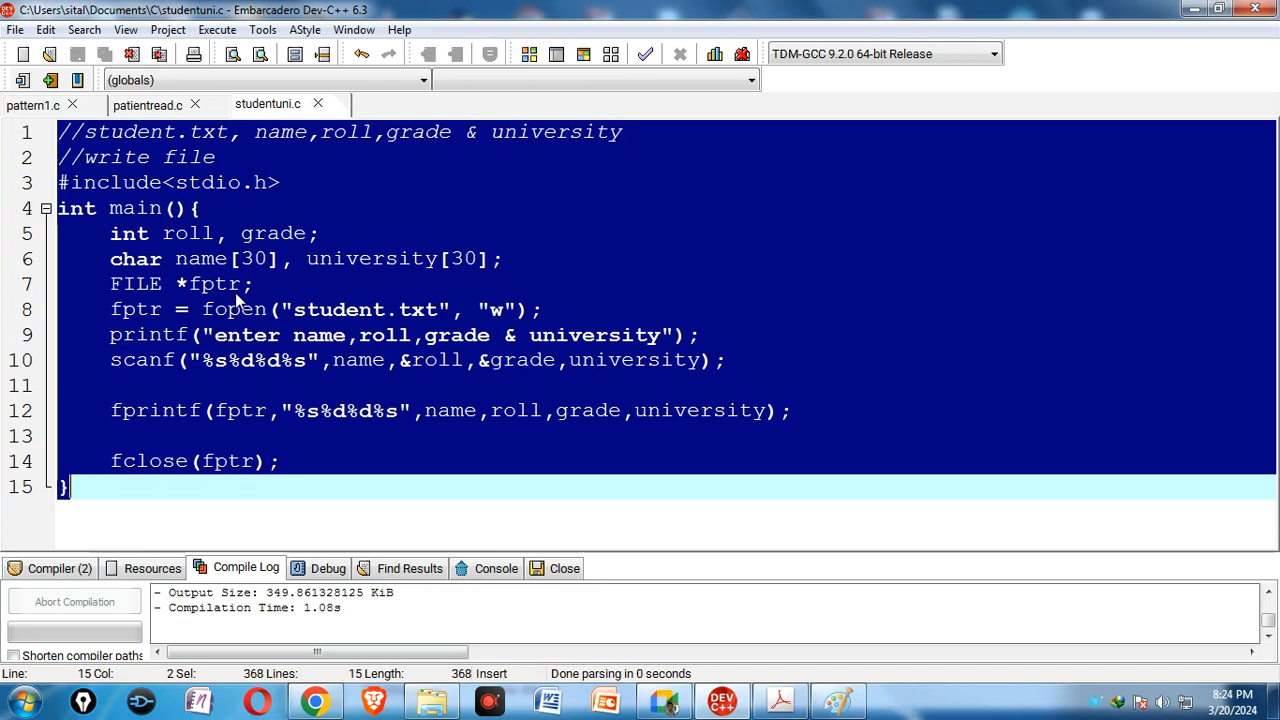 C:\Users\sital\Documents\C\studentuni.c - Embarcadero Dev-C++ 6.3
File Edit Search View Project Execute Tools AStyle Window Help
TDM-GCC 9.2.0 64-bit Release
(globals)
pattern1.c patientread.c studentuni.c
1 //student.txt, name,roll,grade & university
2 //write file
3 #include<stdio.h>
4 int main(){
5 int roll, grade;
6 char name[30], university[30];
7 FILE *fptr;
8 fptr = fopen("student.txt", "w");
9 printf("enter name,roll,grade & university");
10 scanf("%s%d%d%s",name,&roll,&grade,university);
11
12 fprintf(fptr,"%s%d%d%s",name,roll,grade,university);
13
14 fclose(fptr);
15 }
Compiler (2) Resources Compile Log Debug Find Results Console Close
Abort Compilation
- Output Size: 349.861328125 KiB
- Compilation Time: 1.08s
Shorten compiler paths
Line: 15 Col: 2 Sel: 368 Lines: 15 Length: 368 Insert Done parsing in 0 seconds
DEV C++
8:24 PM
3/20/2024